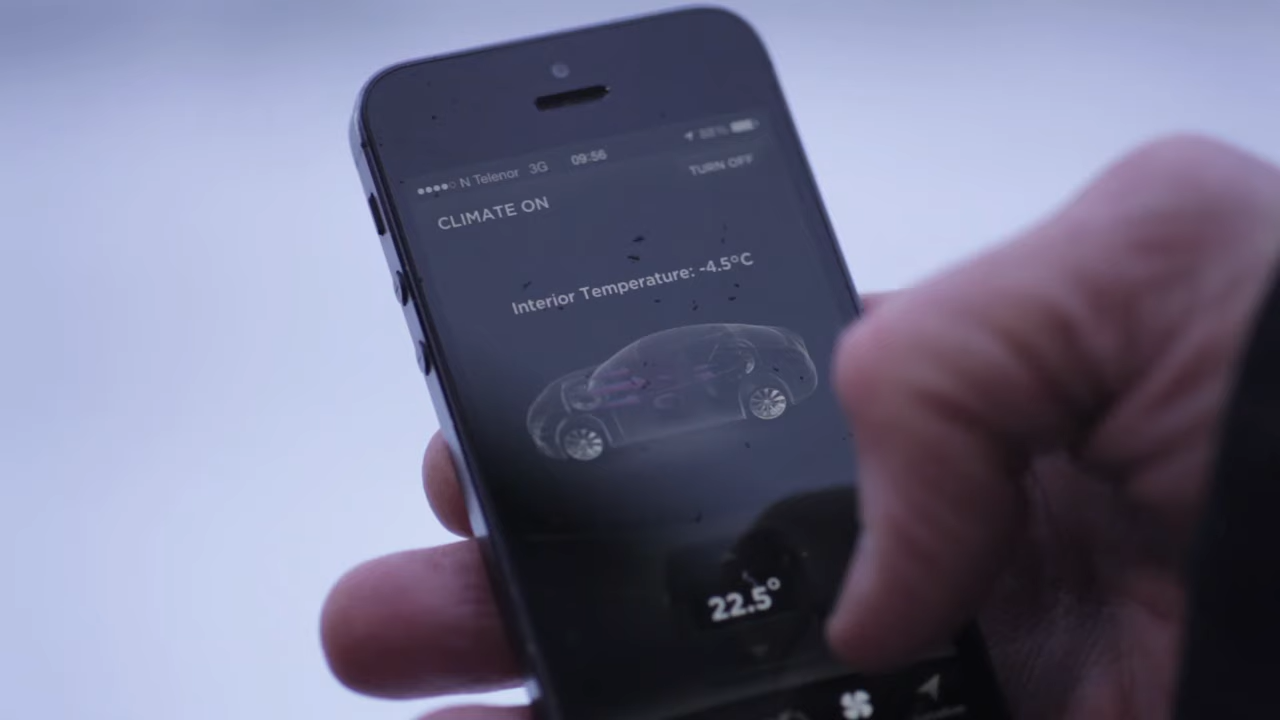 N Telenor 3G 09:56
TURN OFF
CLIMATE ON
Interior Temperature: -4.5°C
22.5°